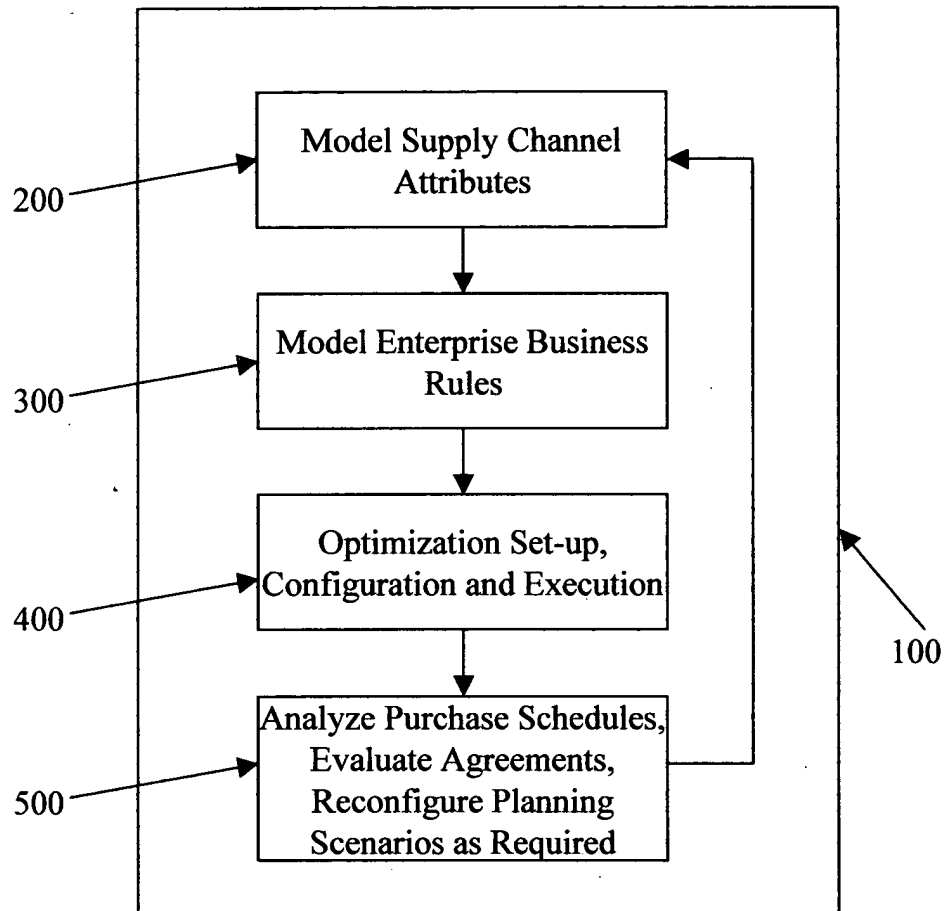 Model Supply Channel
Attributes
200
Model Enterprise Business
Rules
300
Optimization Set-up,
Configuration and Execution
400
100
Analyze Purchase Schedules,
Evaluate Agreements,
Reconfigure Planning
Scenarios as Required
500